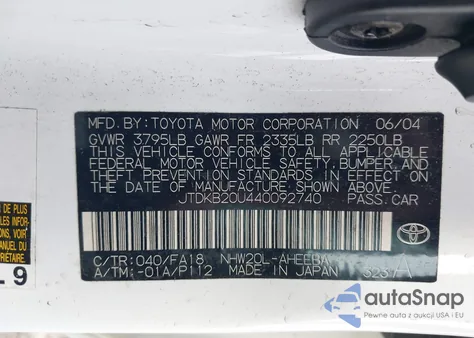 MFD.BY: TOYOTA MOTOR CORPORATION 06/04
GVWR 3795LB GAWR FR 2335LB RR 2250LB
THIS VEHICLE CONFORMS TO ALL APPLICABLE
FEDERAL MOTOR VEHICLE SAFETY, BUMPER, AND
THEFT PREVENTION STANDARDS IN EFFECT ON
THE DATE OF MANUFACTURE SHOWN ABOVE.
JTDKB20U440092740 PASS.CAR
C/TR: 040/FA18 NHW20L-AHEEBA
A/TM:-01A/P112 MADE IN JAPAN
L9
autoSnap
Pewne auta z aukcji USA i EU